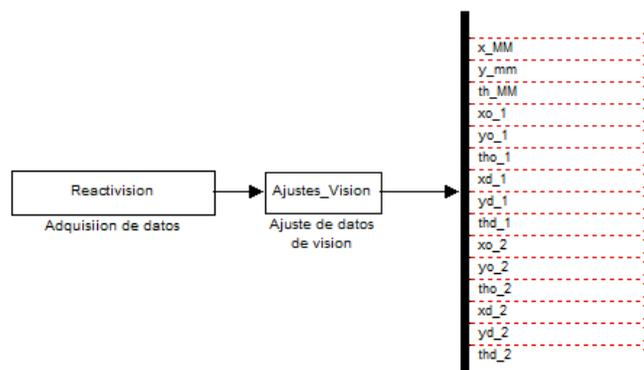 Reactivision
Adquisiion de datos
Ajustes_Vision
Ajuste de datos
de vision
x_MM
y_mm
th_MM
xo_1
yo_1
tho_1
xd_1
yd_1
thd_1
xo_2
yo_2
tho_2
xd_2
yd_2
thd_2